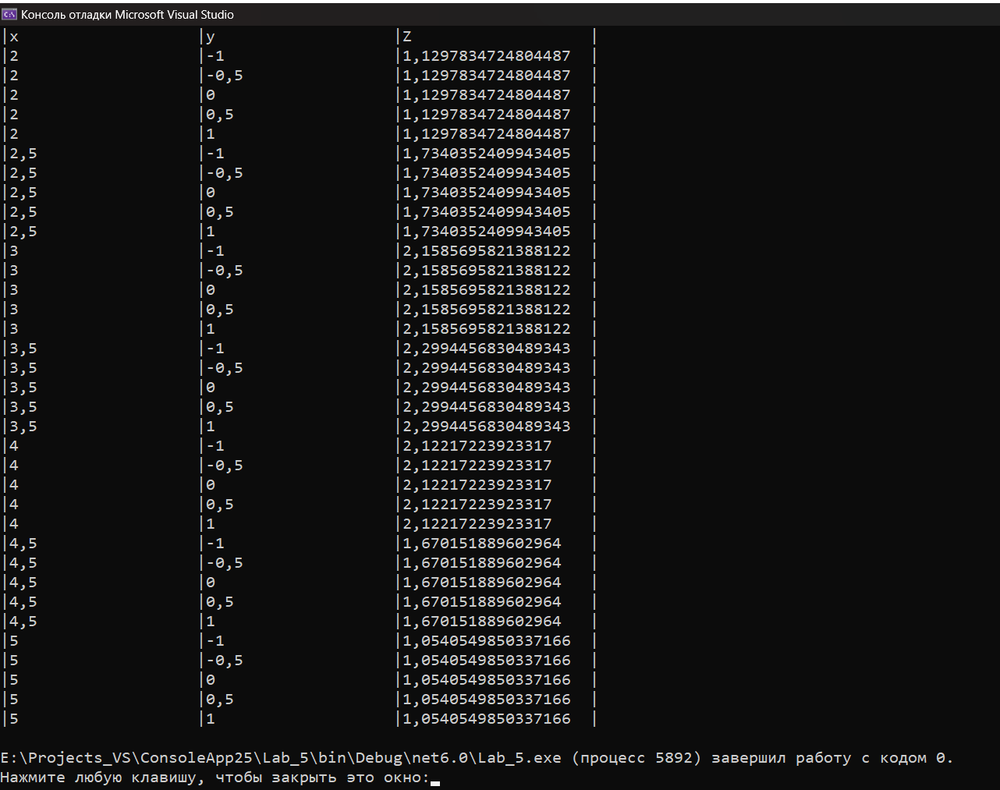 Консоль отладки Microsoft Visual Studio
|x |y |Z |
|2 |-1 |1,1297834724804487 |
|2 |-0,5 |1,1297834724804487 |
|2 |0 |1,1297834724804487 |
|2 |0,5 |1,1297834724804487 |
|2 |1 |1,1297834724804487 |
|2,5 |-1 |1,7340352409943405 |
|2,5 |-0,5 |1,7340352409943405 |
|2,5 |0 |1,7340352409943405 |
|2,5 |0,5 |1,7340352409943405 |
|2,5 |1 |1,7340352409943405 |
|3 |-1 |2,1585695821388122 |
|3 |-0,5 |2,1585695821388122 |
|3 |0 |2,1585695821388122 |
|3 |0,5 |2,1585695821388122 |
|3 |1 |2,1585695821388122 |
|3,5 |-1 |2,2994456830489343 |
|3,5 |-0,5 |2,2994456830489343 |
|3,5 |0 |2,2994456830489343 |
|3,5 |0,5 |2,2994456830489343 |
|3,5 |1 |2,2994456830489343 |
|4 |-1 |2,12217223923317 |
|4 |-0,5 |2,12217223923317 |
|4 |0 |2,12217223923317 |
|4 |0,5 |2,12217223923317 |
|4 |1 |2,12217223923317 |
|4,5 |-1 |1,670151889602964 |
|4,5 |-0,5 |1,670151889602964 |
|4,5 |0 |1,670151889602964 |
|4,5 |0,5 |1,670151889602964 |
|4,5 |1 |1,670151889602964 |
|5 |-1 |1,0540549850337166 |
|5 |-0,5 |1,0540549850337166 |
|5 |0 |1,0540549850337166 |
|5 |0,5 |1,0540549850337166 |
|5 |1 |1,0540549850337166 |
E:\Projects_VS\ConsoleApp25\Lab_5\bin\Debug\net6.0\Lab_5.exe (процесс 5892) завершил работу с кодом 0.
Нажмите любую клавишу, чтобы закрыть это окно: